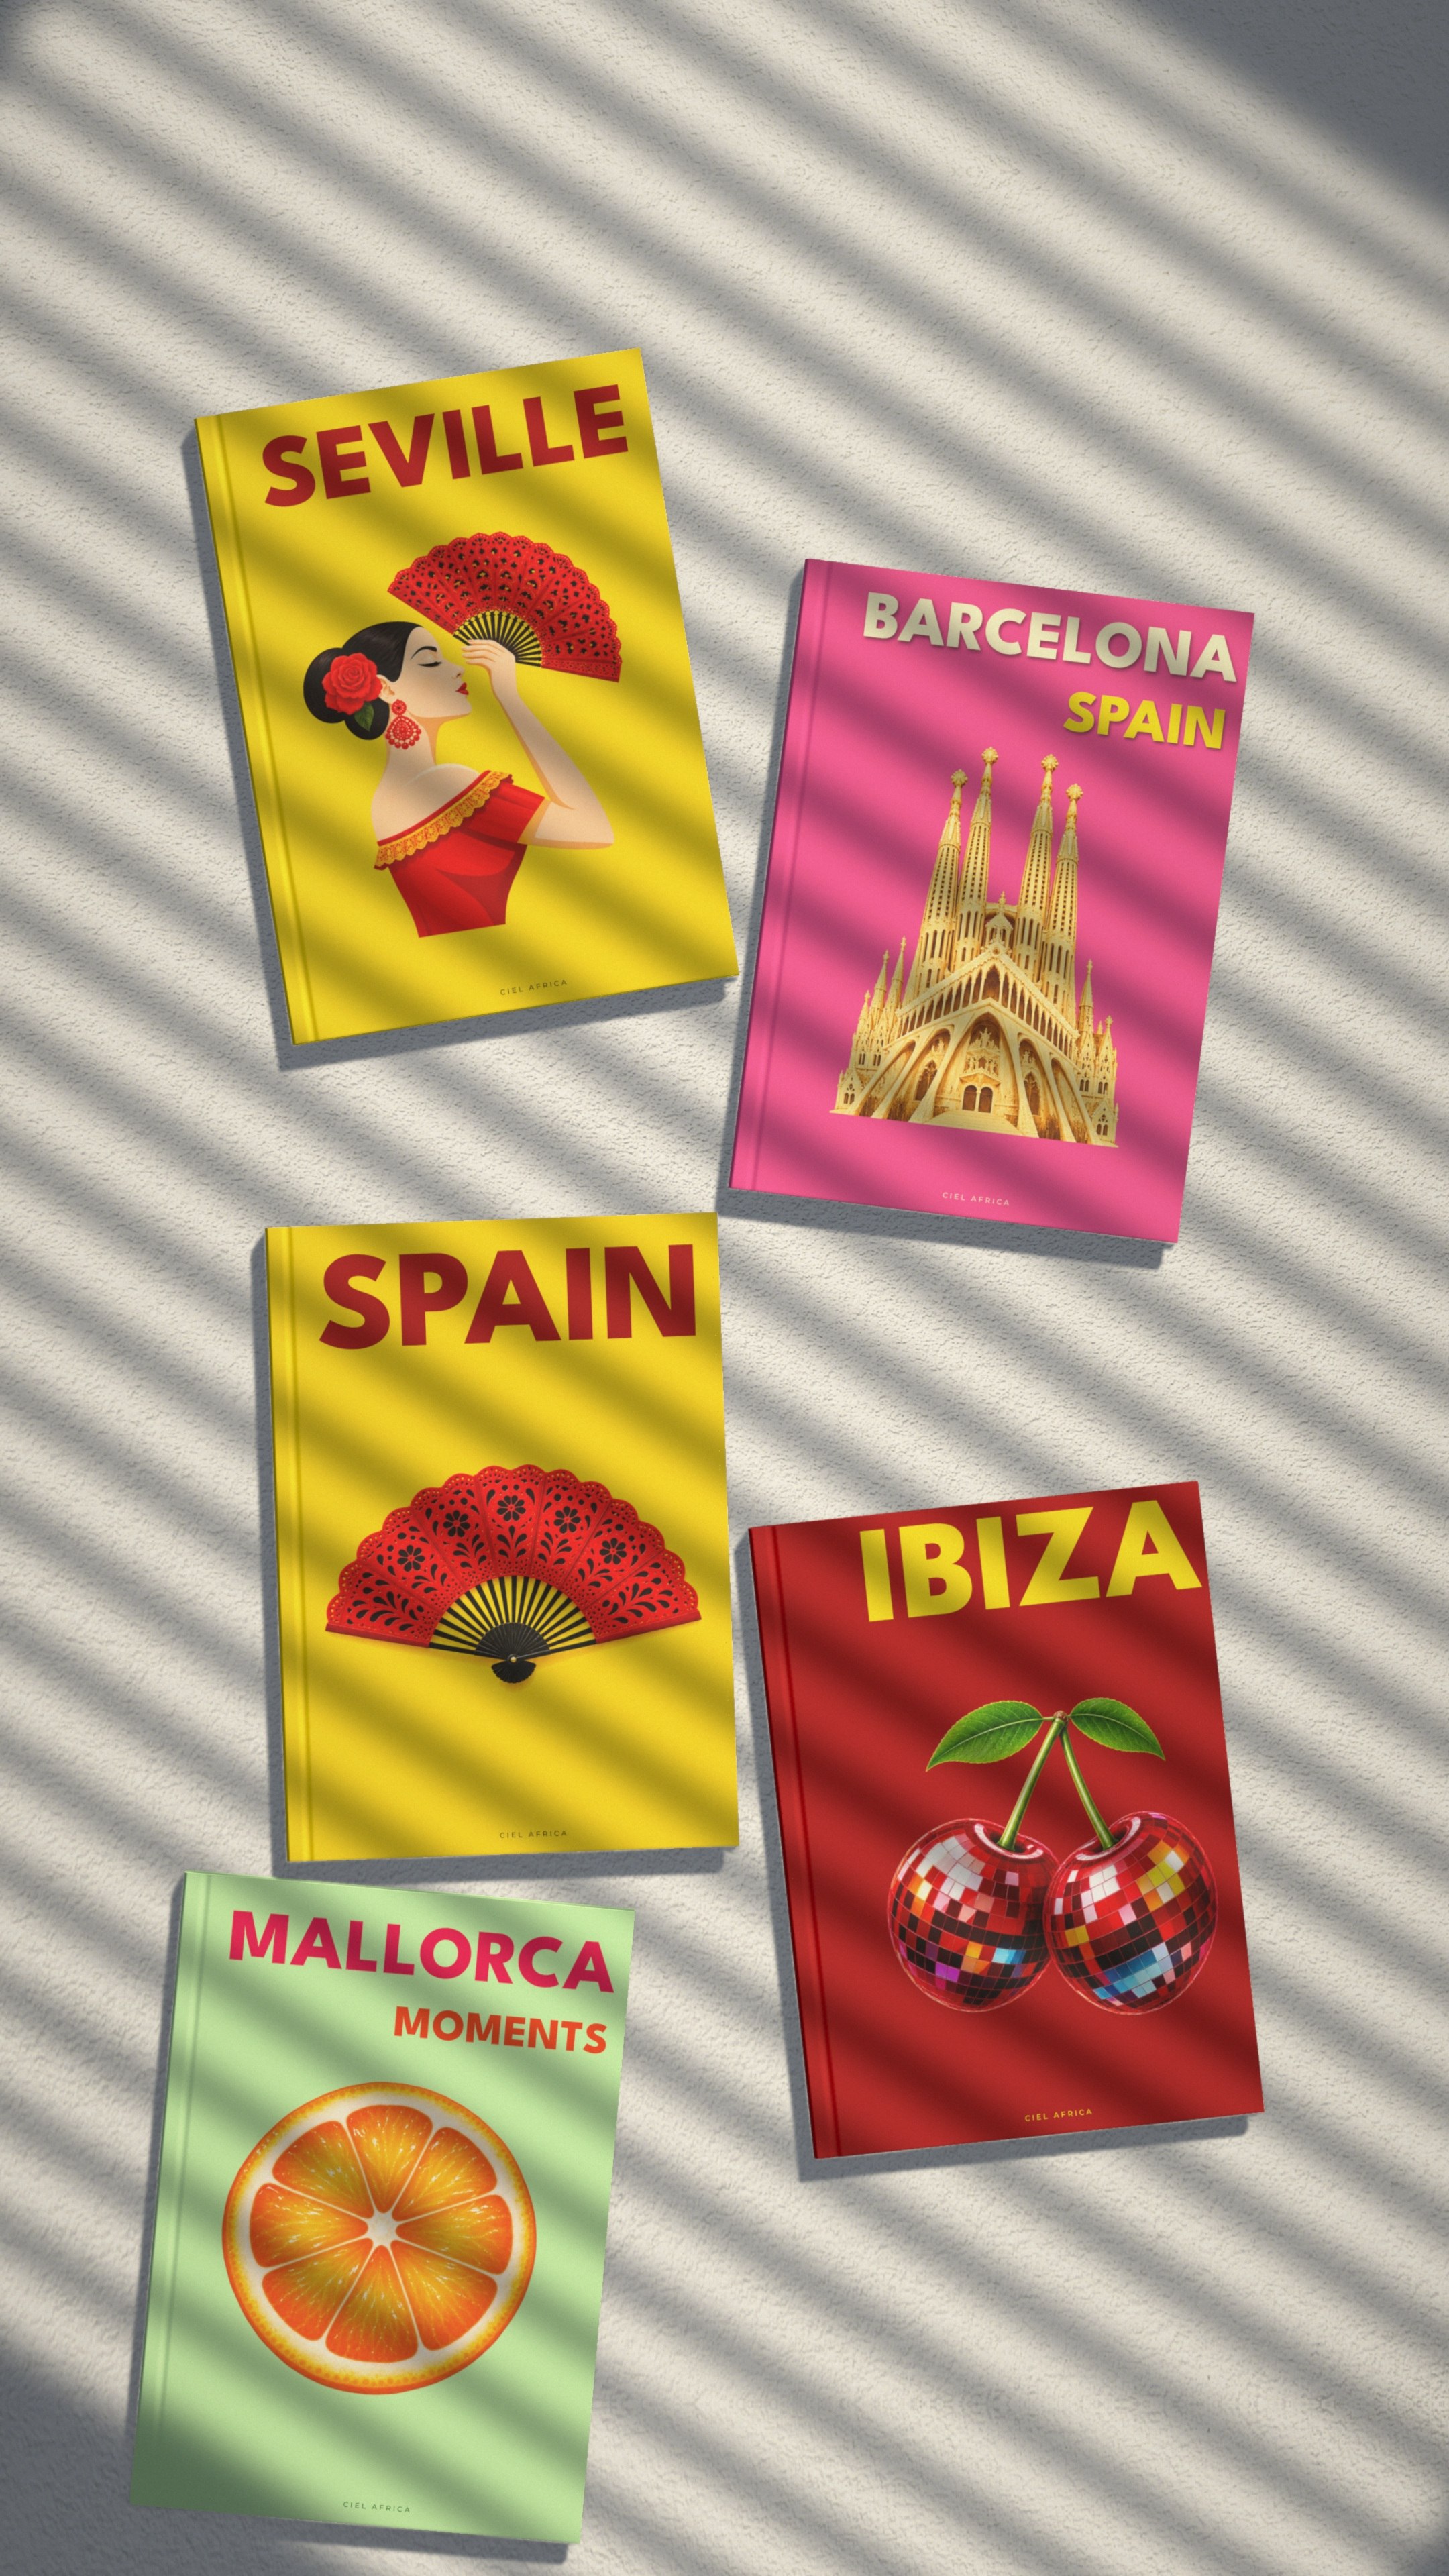 SEVILLE
CIEL AFRICA
BARCELONA
SPAIN
CIEL AFRICA
SPAIN
CIEL AFRICA
IBIZA
CIEL AFRICA
MALLORCA
MOMENTS
CIEL AFRICA